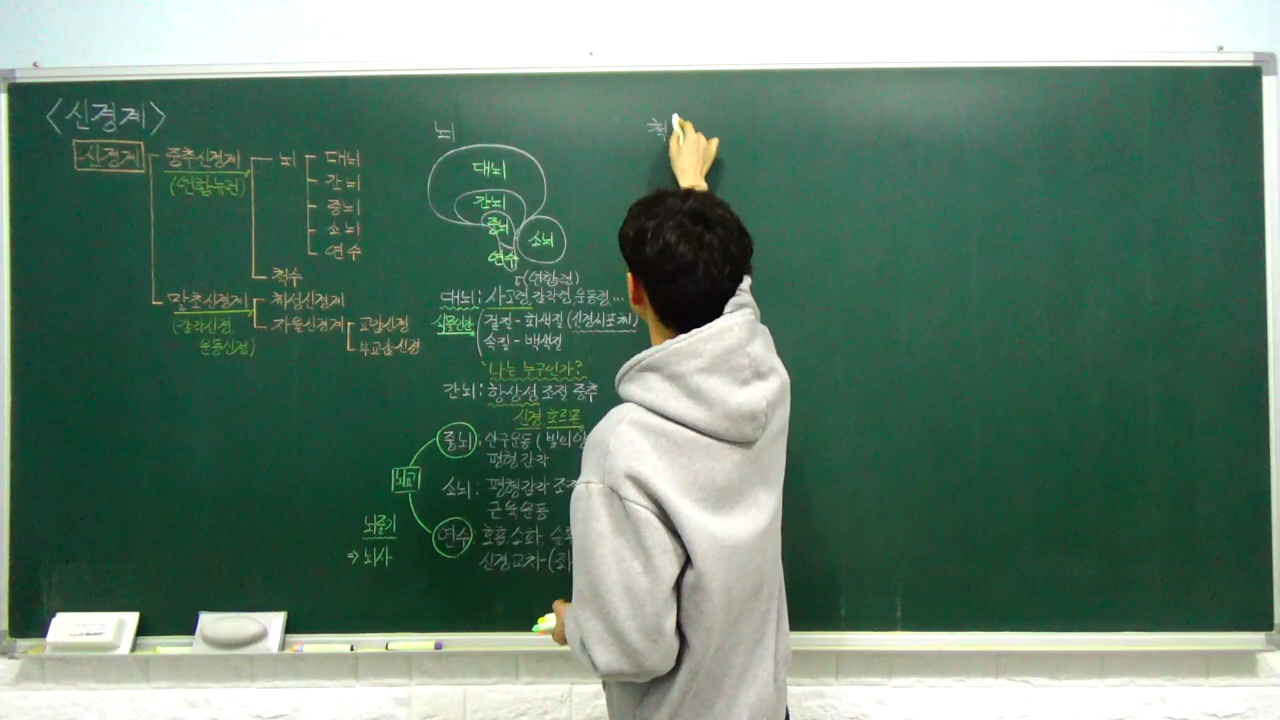 <신경계>
신경계
중추신경계
(연합뉴런)
뇌
대뇌
간뇌
중뇌
소뇌
연수
척수
말초신경계
(감각신경,
운동신경)
체성신경계
자율신경계
교감신경
부교감신경
뇌
대뇌
간뇌
중뇌
소뇌
연수
(연합령)
대뇌: 사고령, 감각령, 운동령...
식물인간
겉질 - 회색질 (신경세포체)
속질 - 백색질
"나는 누구인가?"
간뇌: 항상성 조절 중추
신경, 호르몬
중뇌: 안구운동 (빛의
평형감각
뇌교
소뇌: 평형감각
근육운동
뇌줄기
⇒ 뇌사
연수 호흡, 소화,
신경교차
척